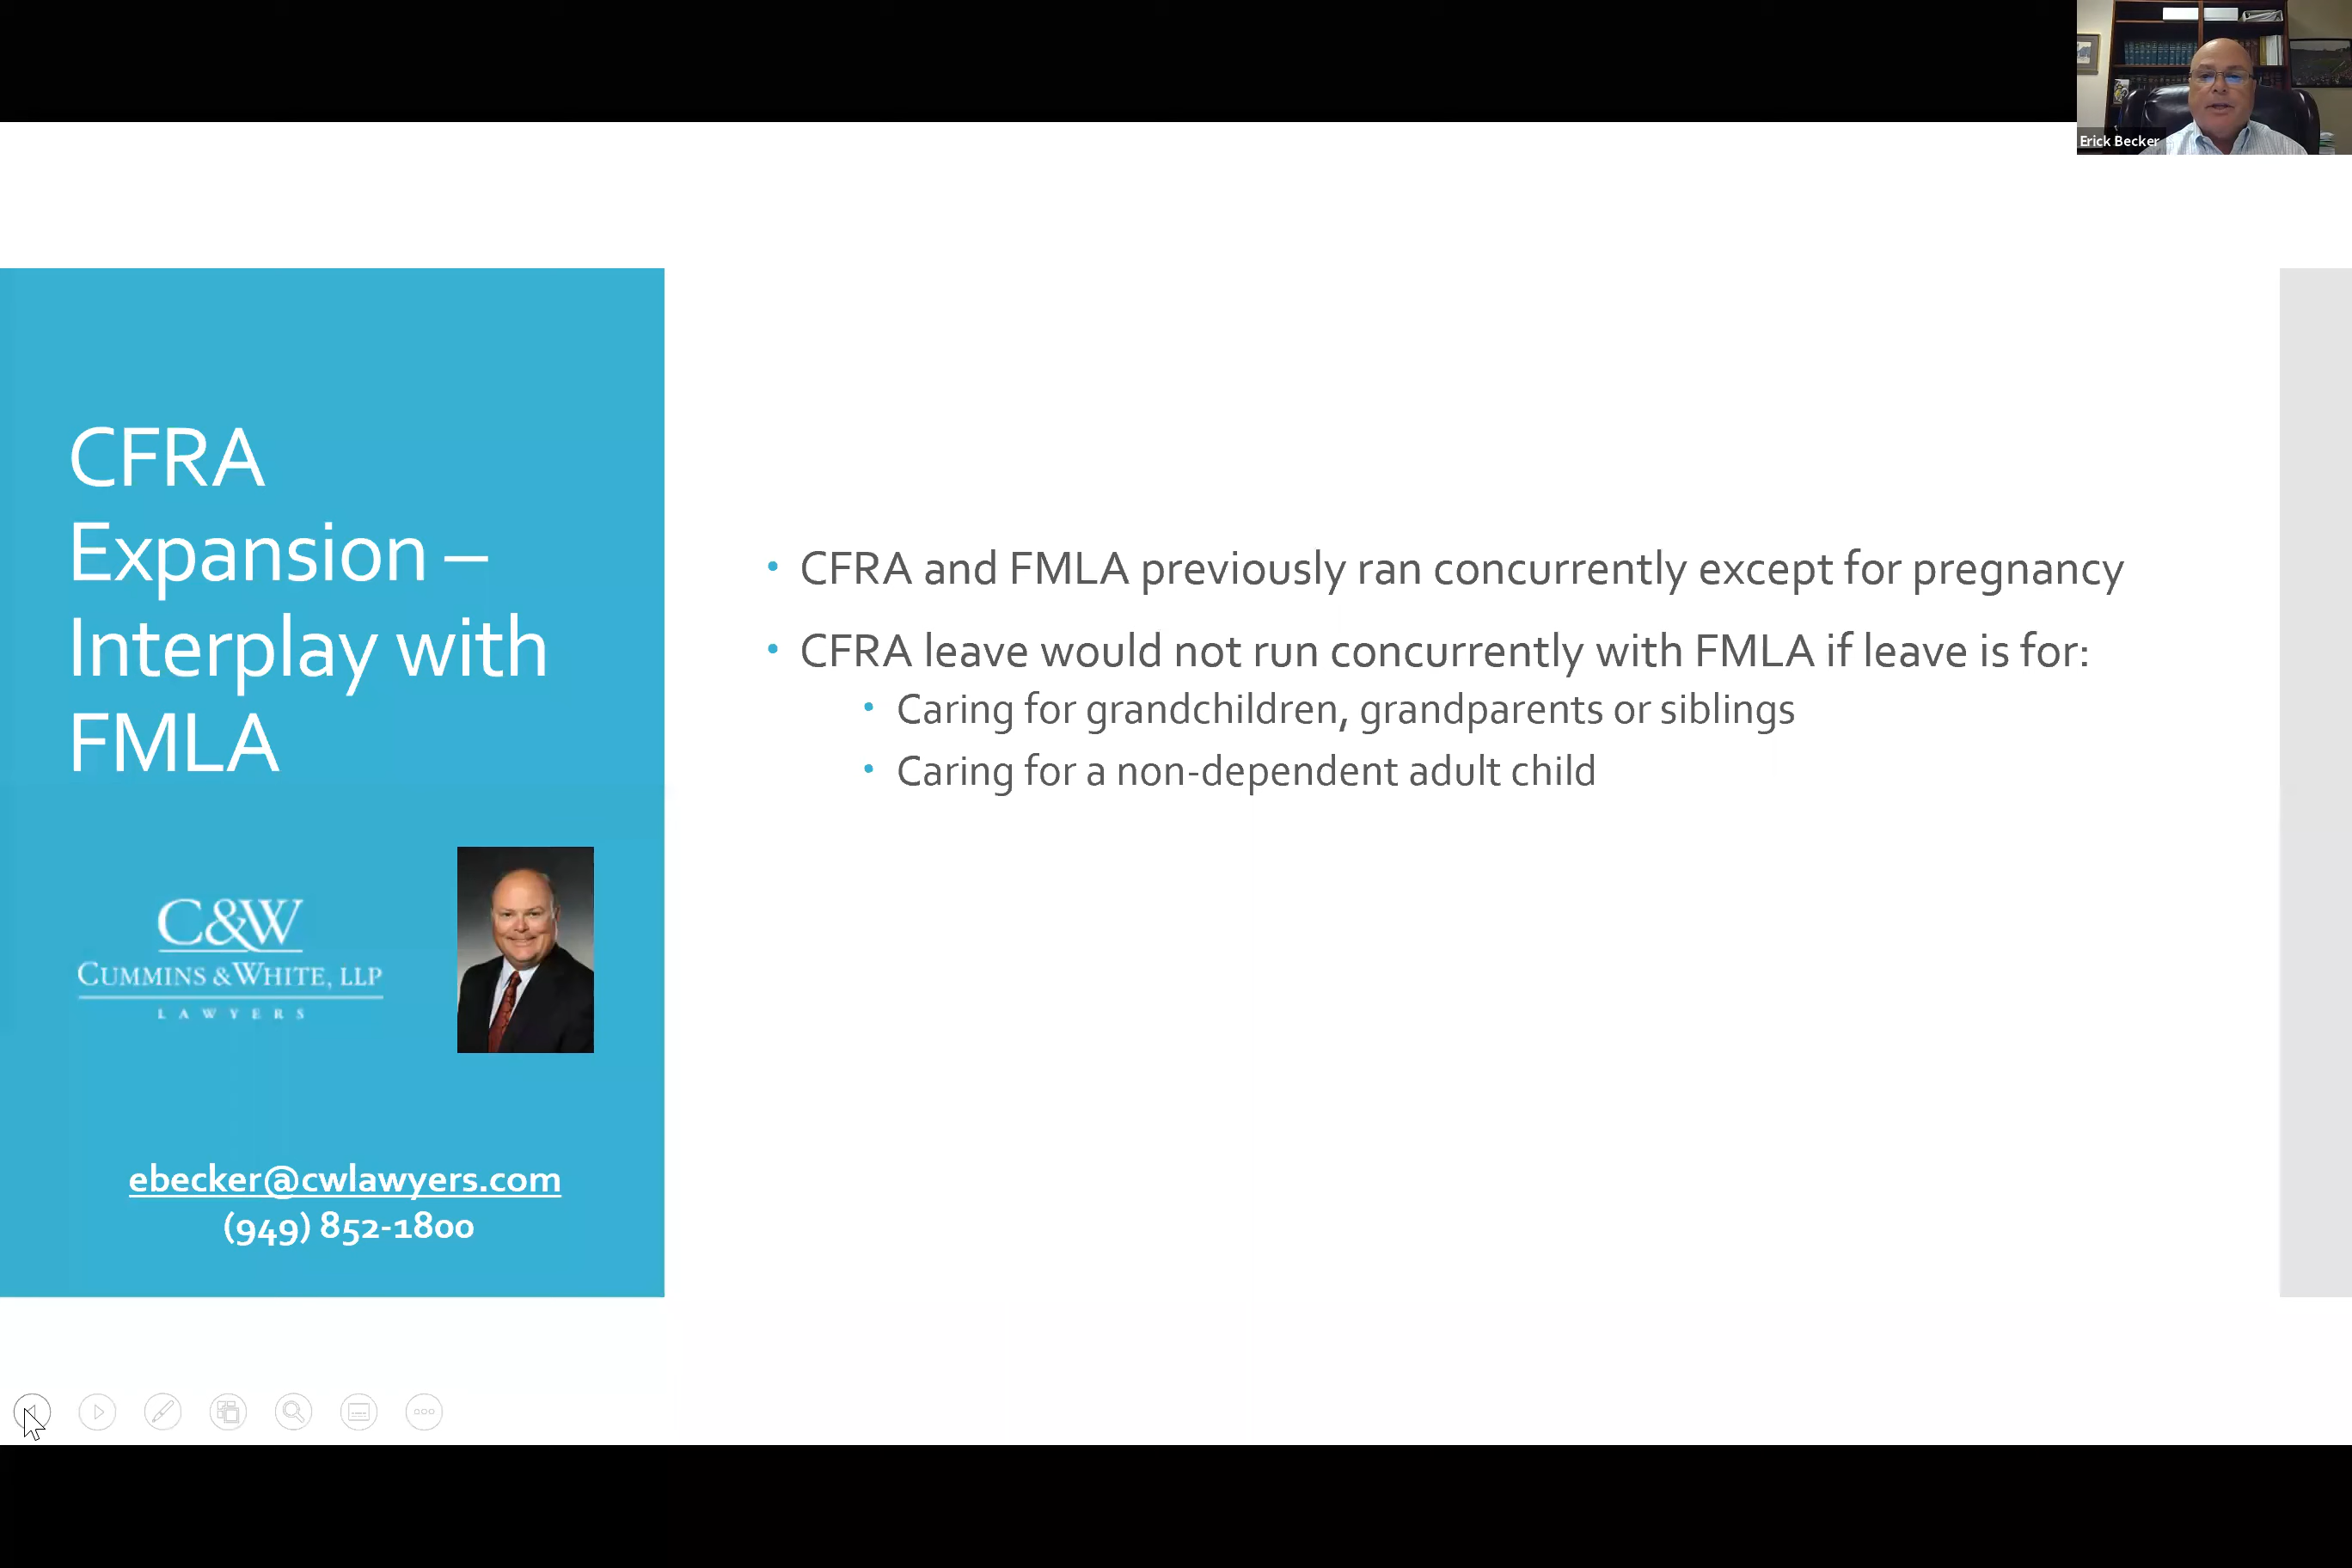 Erick Becker
CFRA
Expansion –
Interplay with
FMLA
C&W
CUMMINS & WHITE, LLP
LAWYERS
ebecker@cwlawyers.com
(949) 852-1800
• CFRA and FMLA previously ran concurrently except for pregnancy
• CFRA leave would not run concurrently with FMLA if leave is for:
• Caring for grandchildren, grandparents or siblings
• Caring for a non-dependent adult child